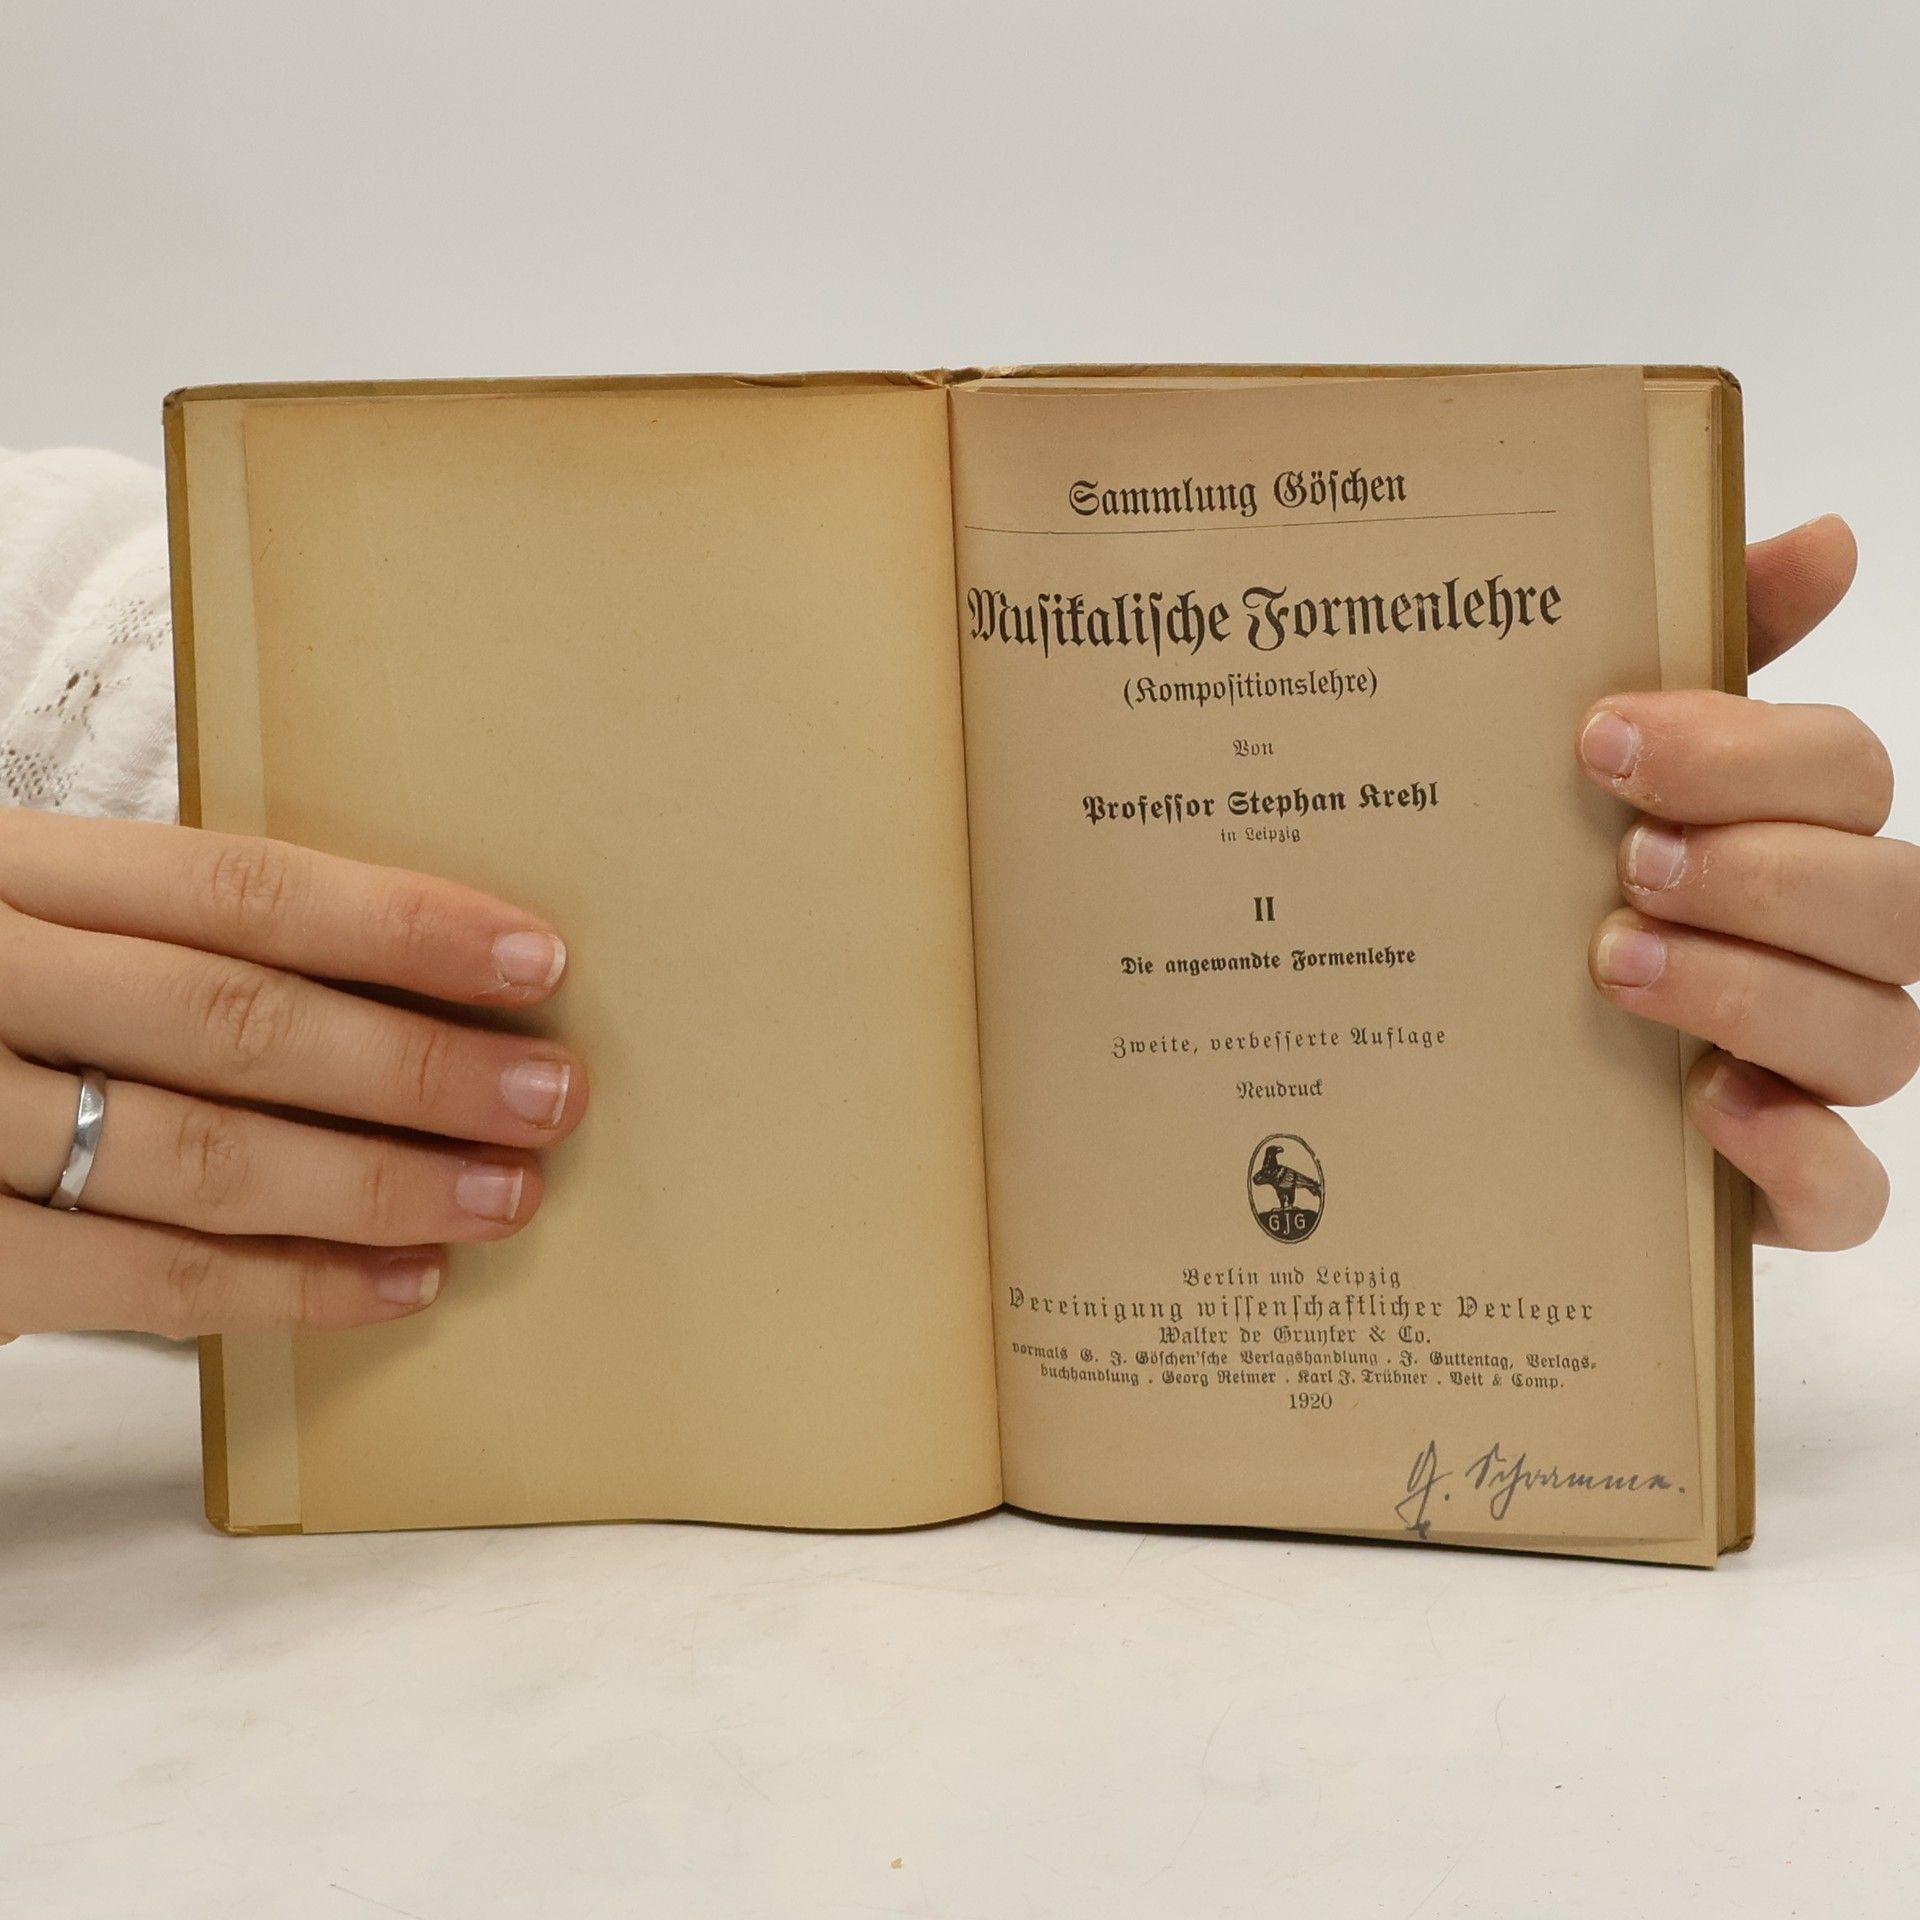 Sammlung Göschen
Musikalische Formenlehre
(Kompositionslehre)
Von
Professor Stephan Krehl
in Leipzig
II
Die angewandte Formenlehre
Zweite, verbesserte Auflage
Neudruck
GJG
Berlin und Leipzig
Vereinigung wissenschaftlicher Verleger
Walter de Gruyter & Co.
vormals G. J. Göschen'sche Verlagshandlung . J. Guttentag, Verlags-
buchhandlung . Georg Reimer . Karl J. Trübner . Veit & Comp.
1920